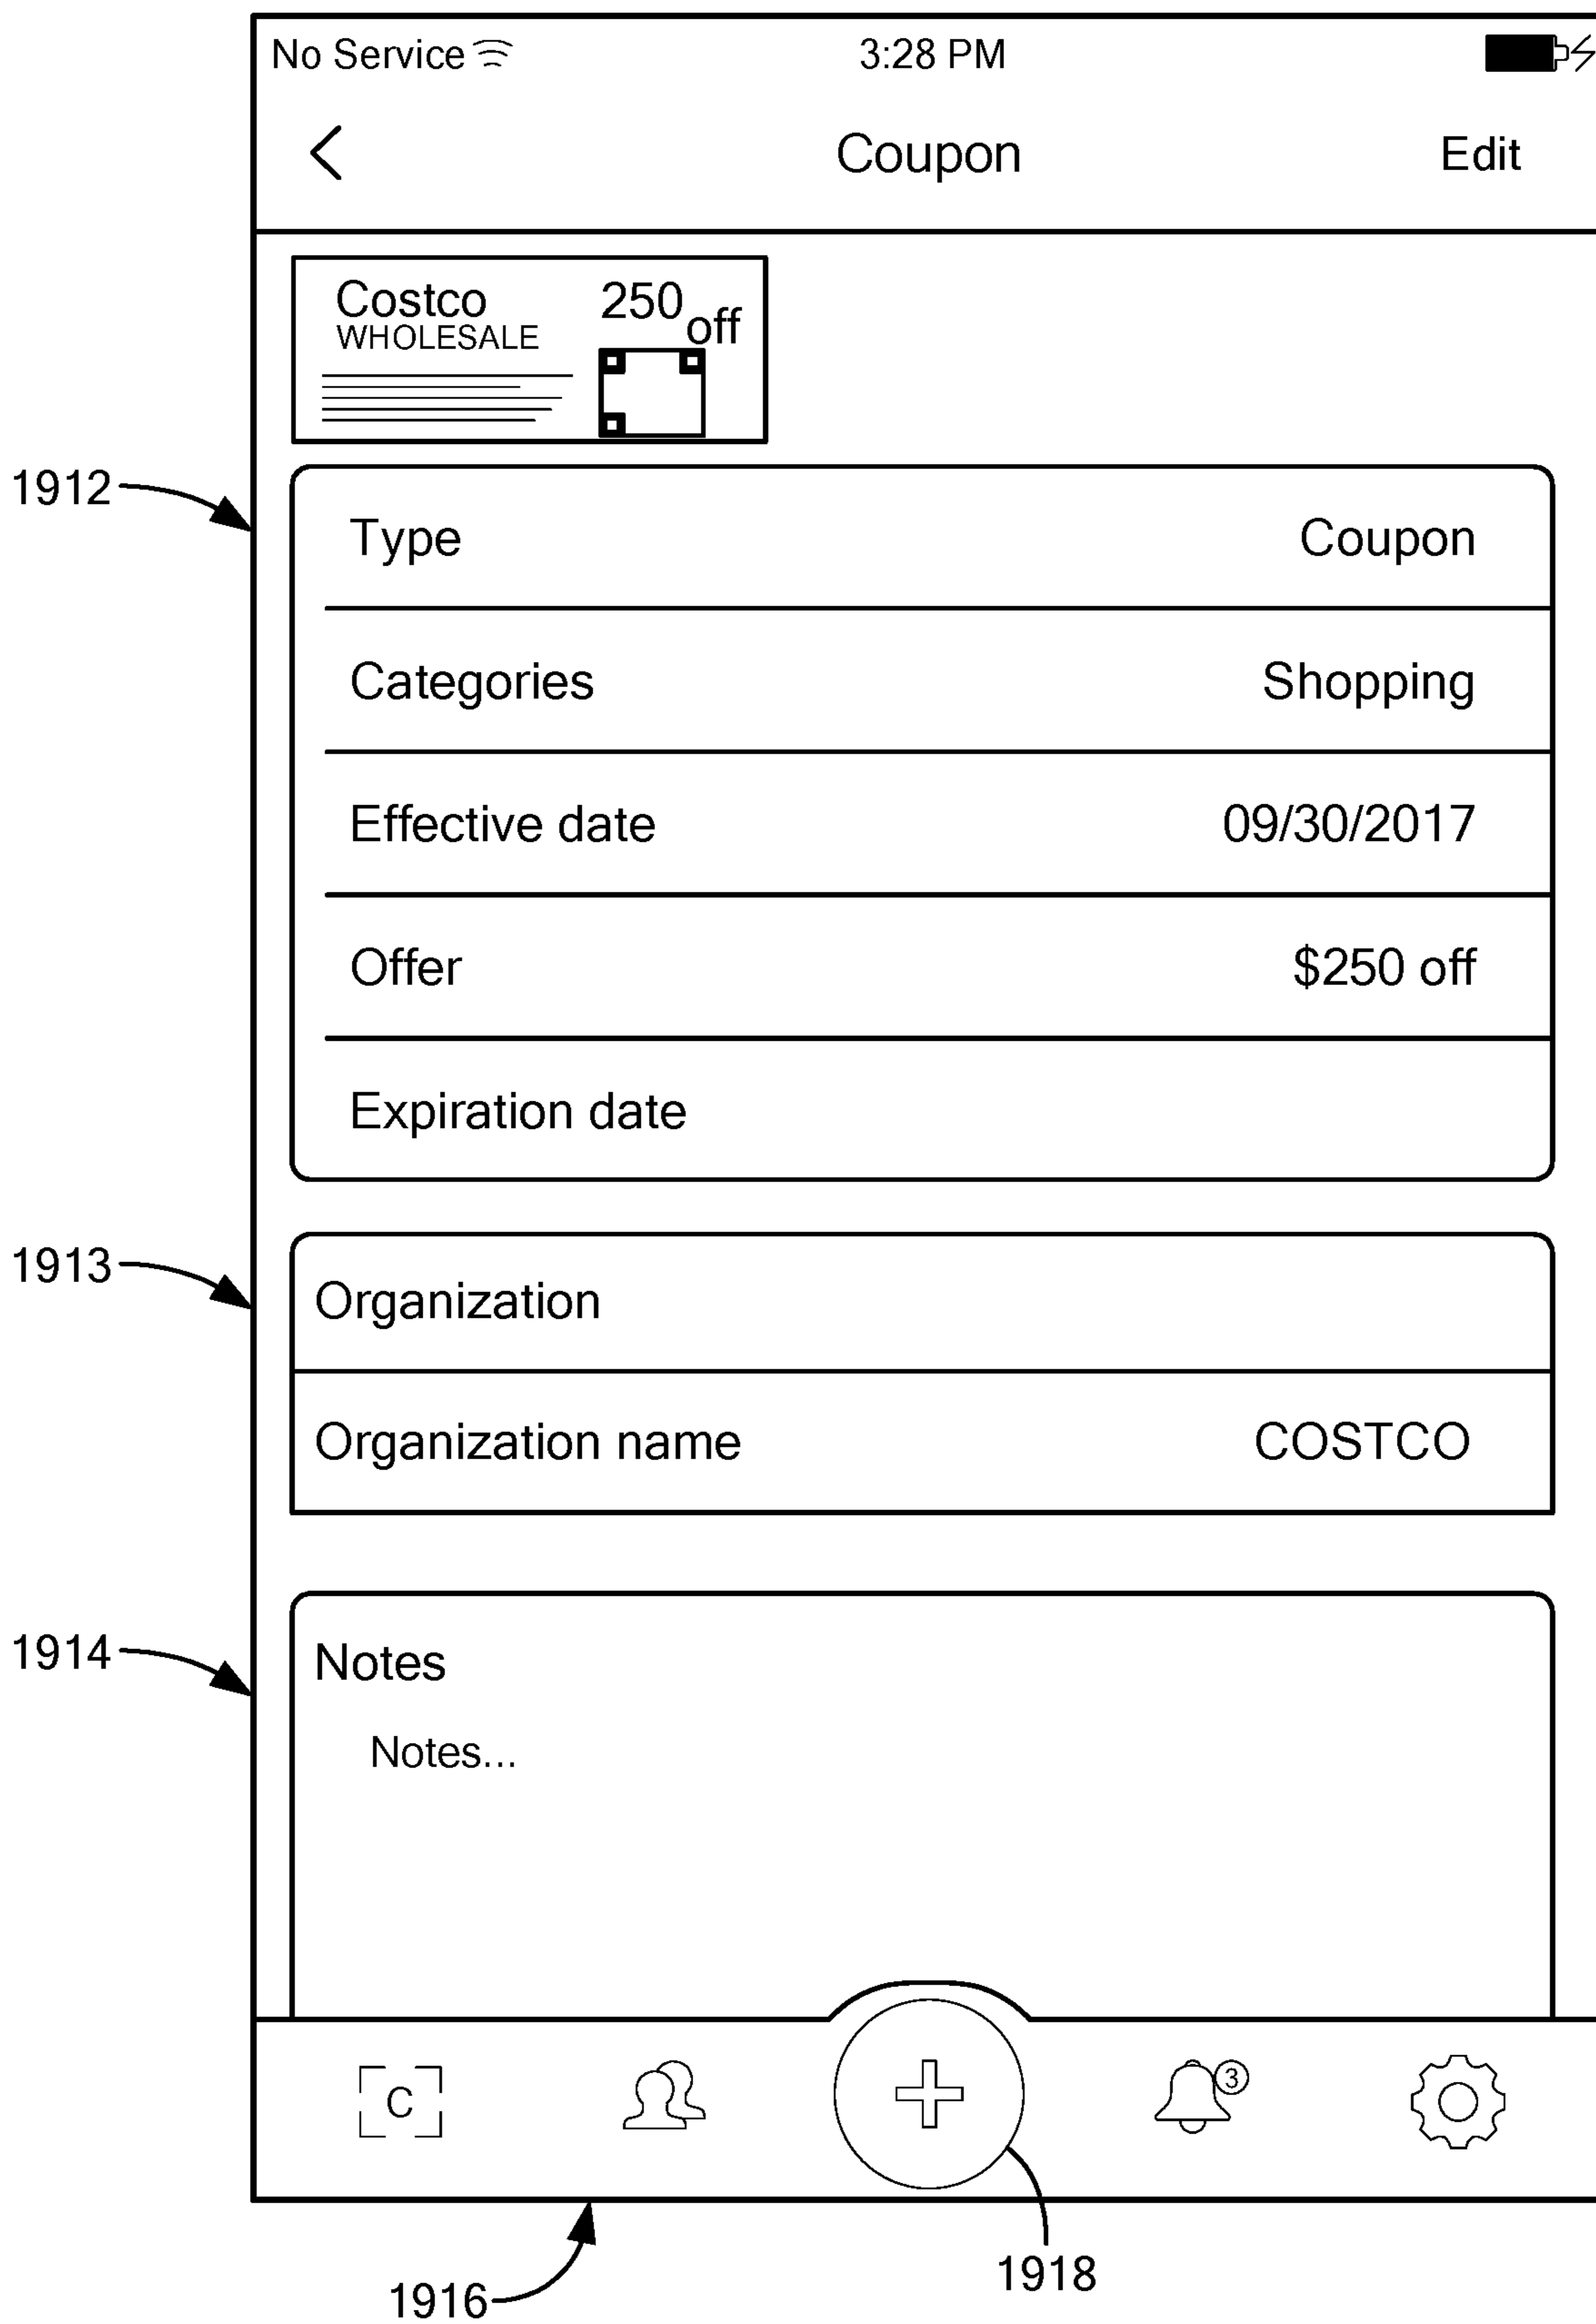 No Service 3:28 PM
< Coupon Edit
Costco 250 off
WHOLESALE
1912
Type Coupon
Categories Shopping
Effective date 09/30/2017
Offer $250 off
Expiration date
1913
Organization
Organization name COSTCO
1914
Notes
Notes...
C 3
1916
1918